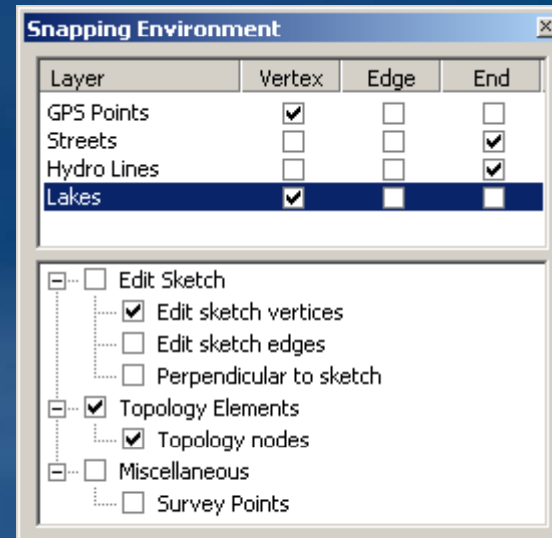 Snapping Environment
Layer Vertex Edge End
GPS Points
Streets
Hydro Lines
Lakes
Edit Sketch
Edit sketch vertices
Edit sketch edges
Perpendicular to sketch
Topology Elements
Topology nodes
Miscellaneous
Survey Points